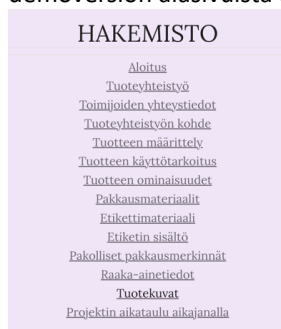 HAKEMISTO
Aloitus
Tuoteyhteistyö
Toimijoiden yhteystiedot
Tuoteyhteistyön kohde
Tuotteen määrittely
Tuotteen käyttötarkoitus
Tuotteen ominaisuudet
Pakkausmateriaalit
Etikettimateriaali
Etiketin sisältö
Pakolliset pakkausmerkinnät
Raaka-ainetiedot
Tuotekuvat
Projektin aikataulu aikajanalla